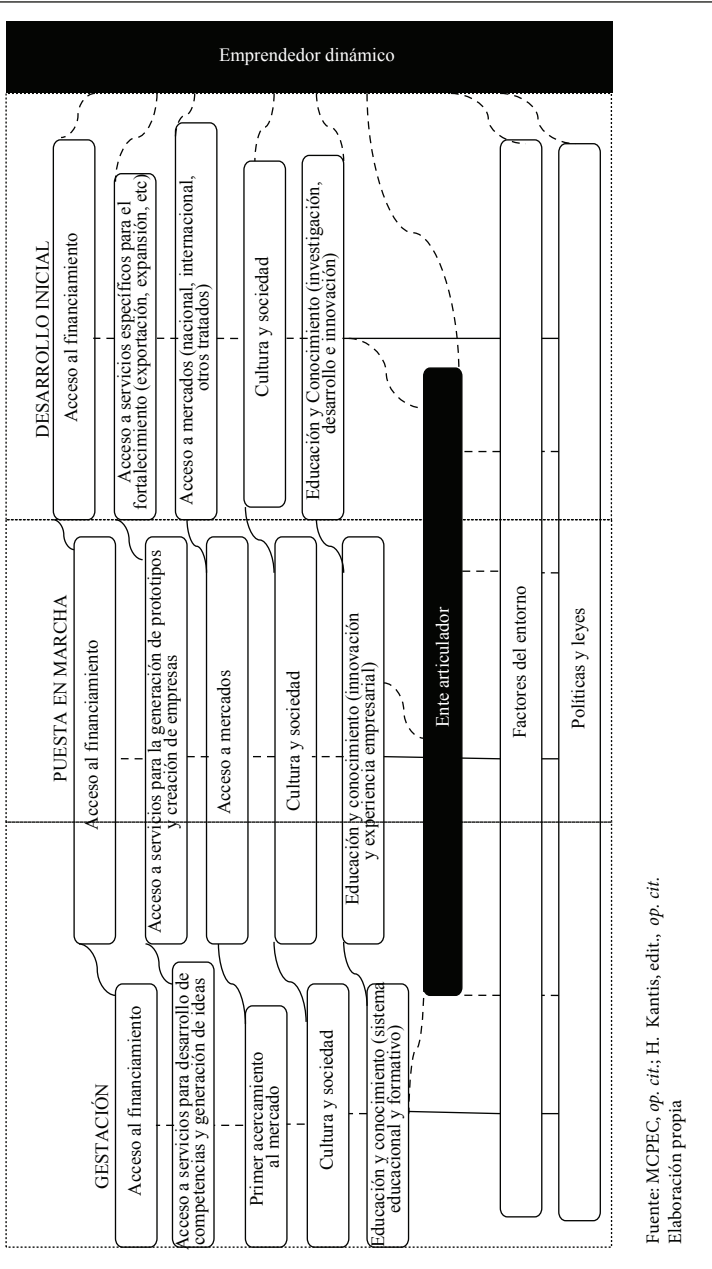 GESTACIÓN
Acceso al financiamiento
Acceso a servicios para desarrollo de
competencias y generación de ideas
Primer acercamiento
al mercado
Cultura y sociedad
Educación y conocimiento (sistema
educacional y formativo)
PUESTA EN MARCHA
Acceso al financiamiento
Acceso a servicios para la generación de prototipos
y creación de empresas
Acceso a mercados
Cultura y sociedad
Educación y conocimiento (innovación
y experiencia empresarial)
DESARROLLO INICIAL
Acceso al financiamiento
Acceso a servicios específicos para el
fortalecimiento (exportación, expansión, etc)
Acceso a mercados (nacional, internacional,
otros tratados)
Cultura y sociedad
Educación y Conocimiento (investigación,
desarrollo e innovación)
Emprendedor dinámico
Ente articulador
Factores del entorno
Políticas y leyes
Fuente: MCPEC, op. cit.; H. Kantis, edit., op. cit.
Elaboración propia